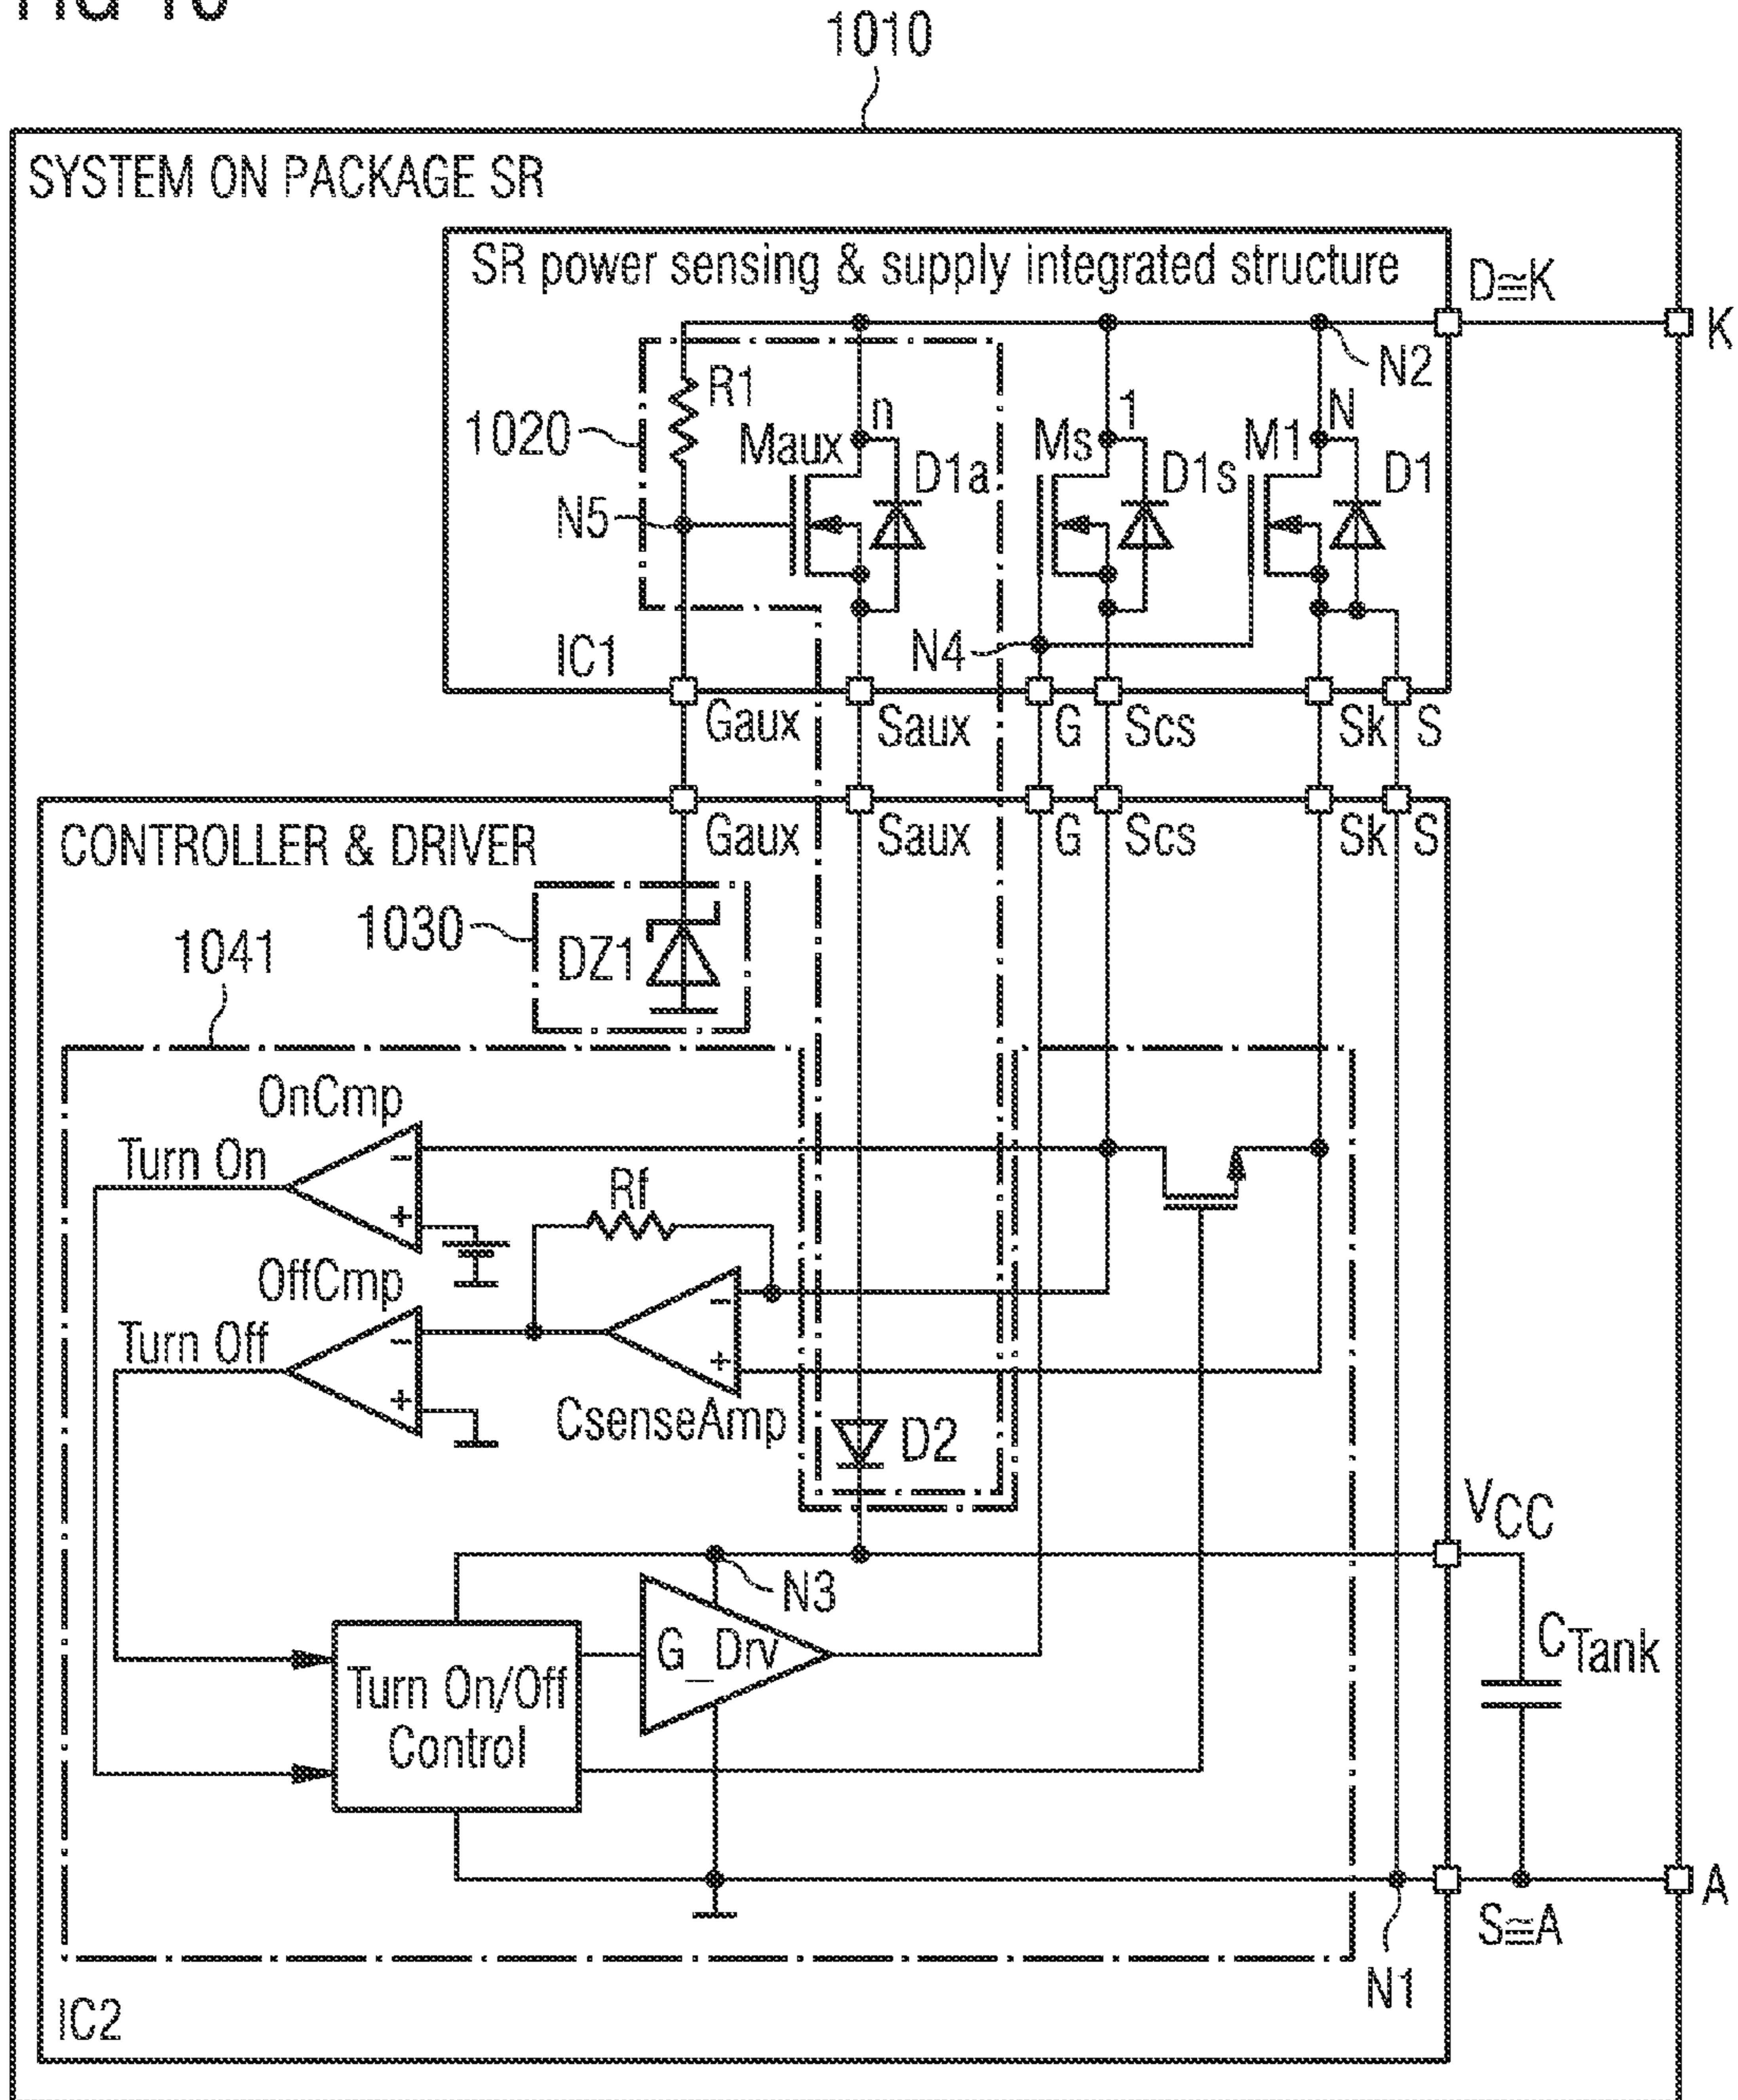 1010
SYSTEM ON PACKAGE SR
SR power sensing & supply integrated structure
D≅K
K
N2
R1
n
1
N
1020
Maux
Ms
M1
D1a
D1s
D1
N5
N4
IC1
Gaux
Saux
G
Scs
Sk
S
CONTROLLER & DRIVER
Gaux
Saux
G
Scs
Sk
S
1030
DZ1
1041
OnCmp
Turn On
-
+
Rf
OffCmp
Turn Off
-
+
-
+
CsenseAmp
D2
VCC
N3
G_Drv
CTank
Turn On/Off
Control
A
S≅A
N1
IC2